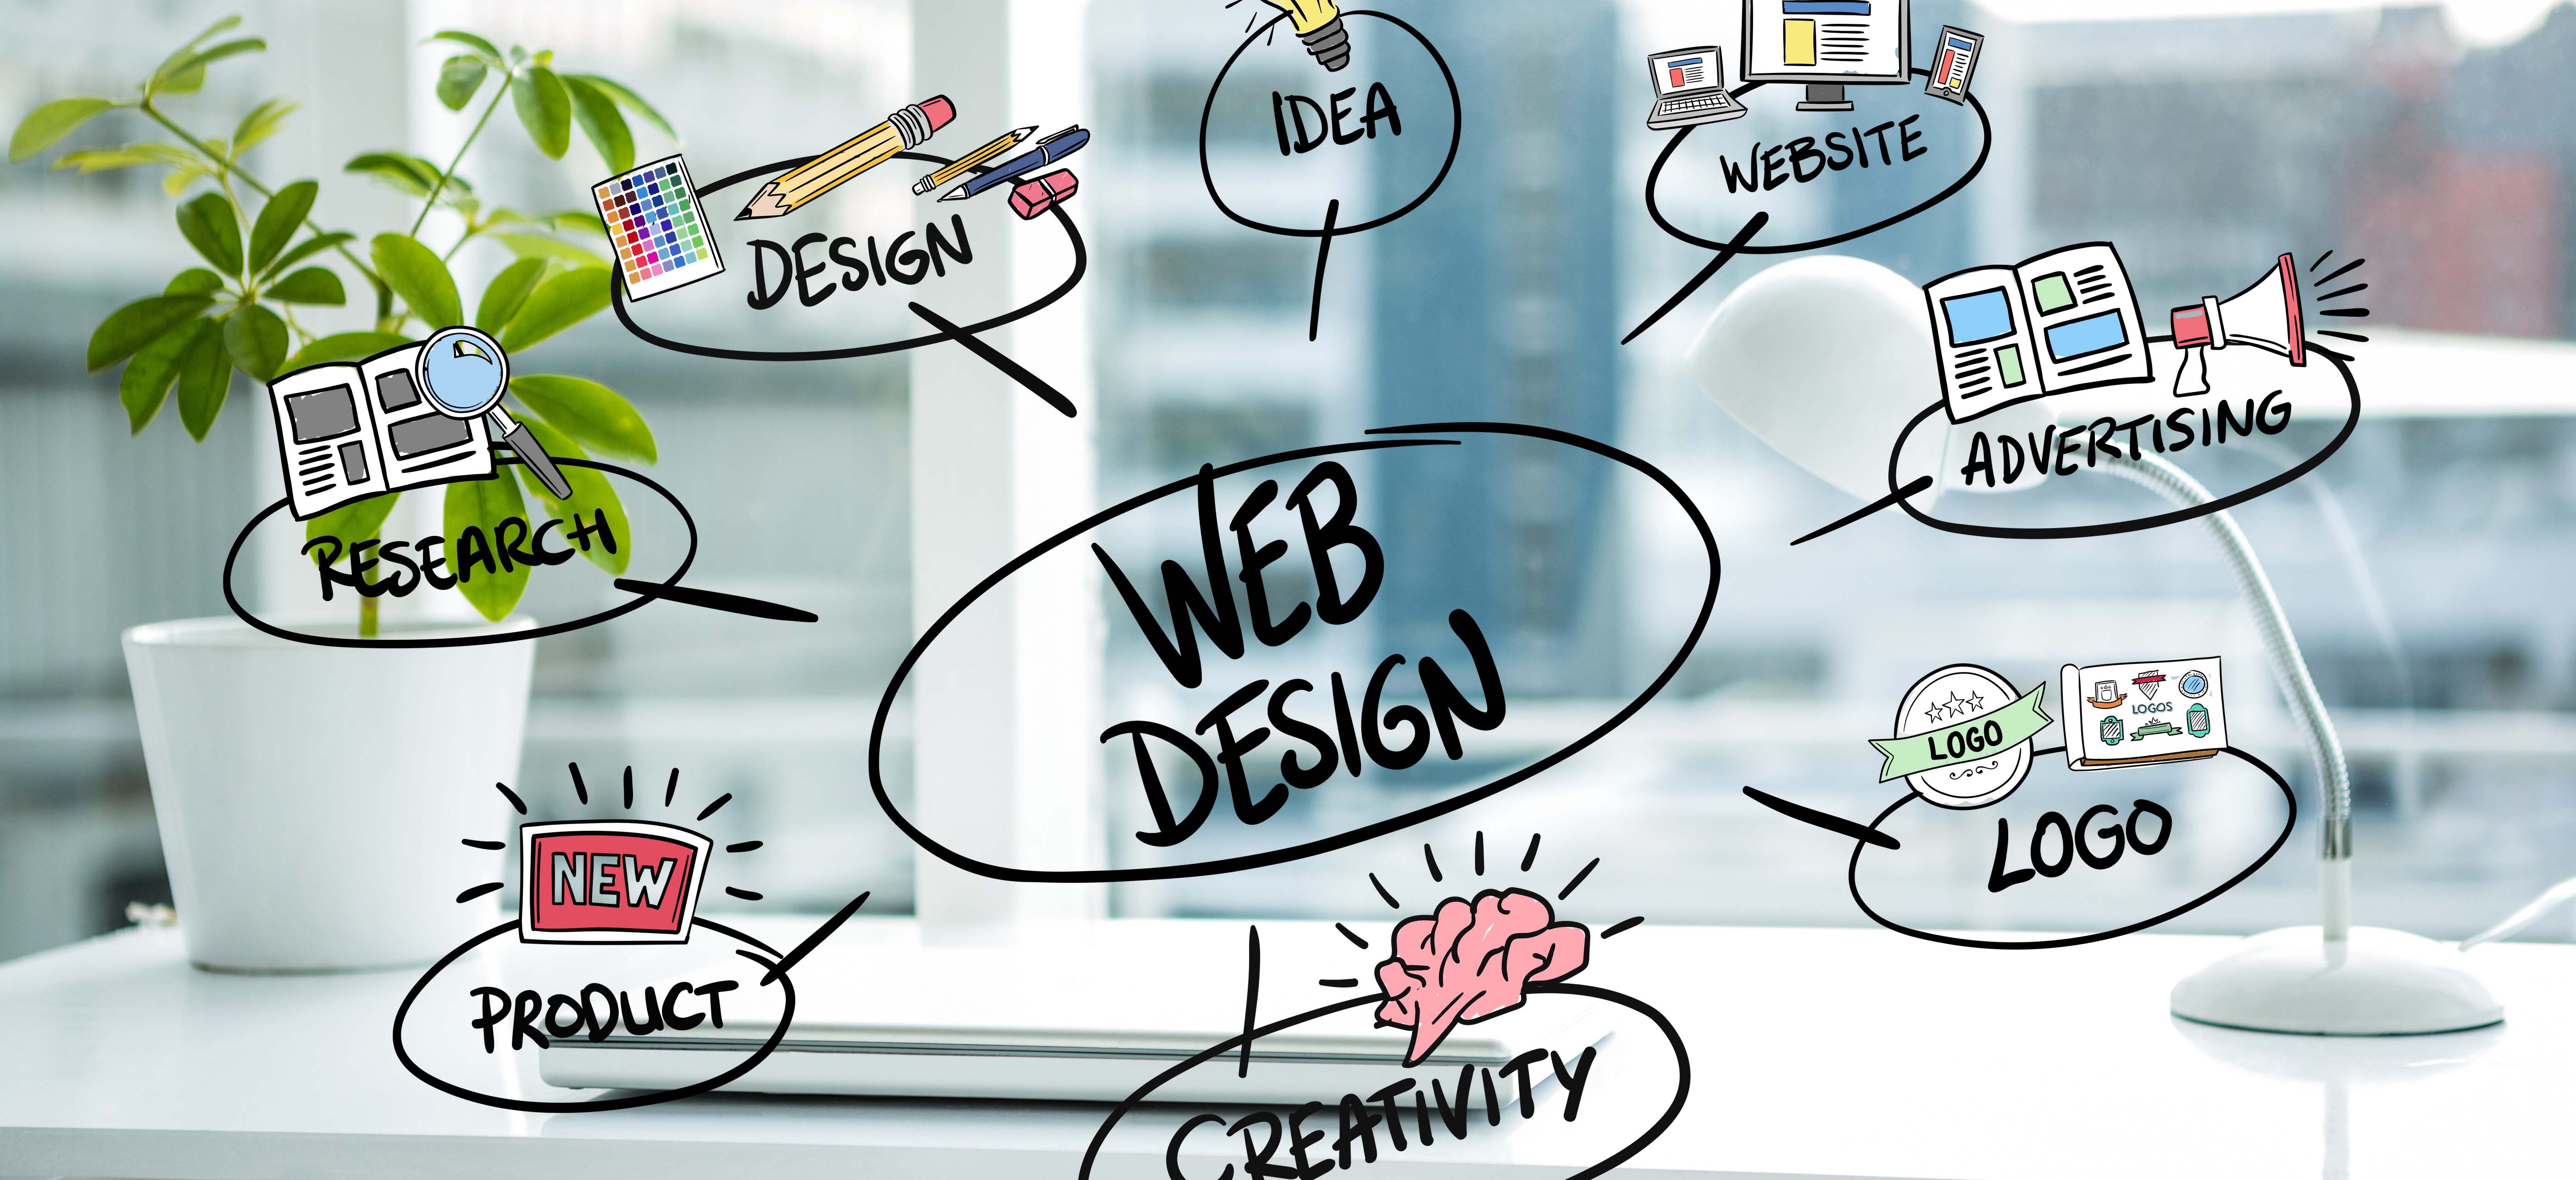 IDEA
WEBSITE
DESIGN
ADVERTISING
RESEARCH
WEB
DESIGN
LOGO
LOGOS
LOGO
NEW
PRODUCT
CREATIVITY